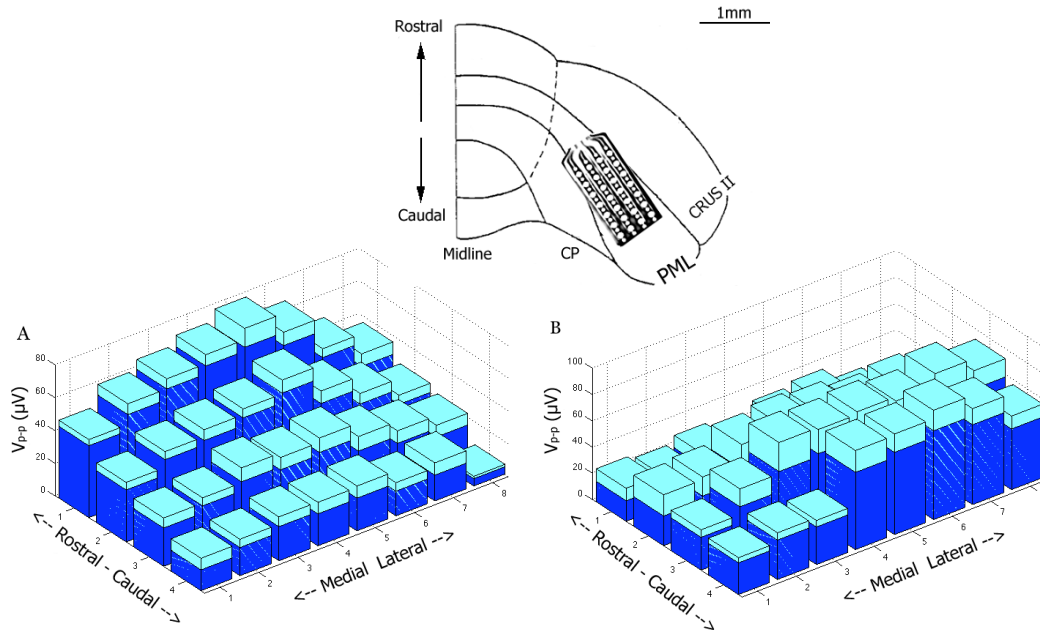 1mm
Rostral
Caudal
Midline
CP
PML
CRUS II
A
80
60
40
20
0
V p-p (µV)
1
2
3
4
<--- Rostral - Caudal --->
1
2
3
4
5
6
7
8
<--- Medial Lateral --->
B
100
80
60
40
20
0
V p-p (µV)
1
2
3
4
<--- Rostral - Caudal --->
1
2
3
4
5
6
7
<--- Medial Lateral --->